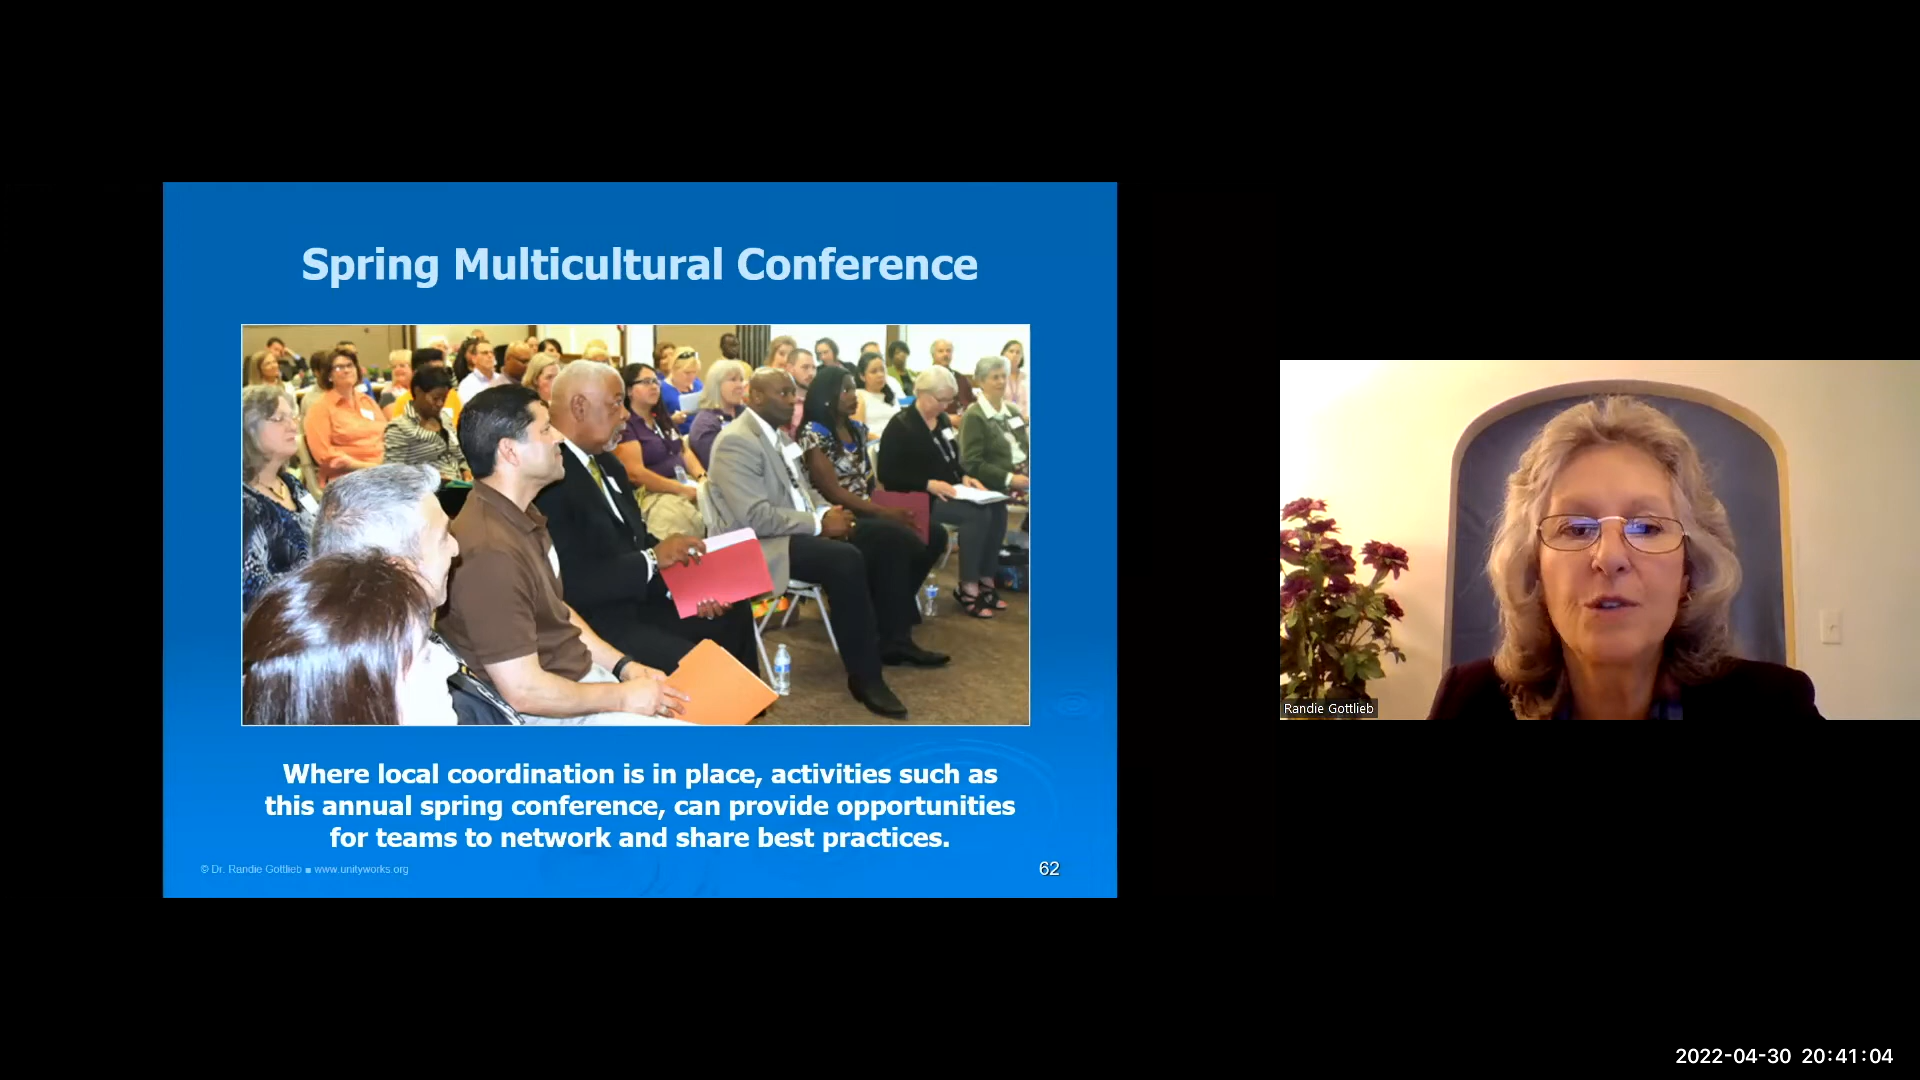 Spring Multicultural Conference
Where local coordination is in place, activities such as
this annual spring conference, can provide opportunities
for teams to network and share best practices.
© Dr. Randie Gottlieb ■ www.unityworks.org
62
Randie Gottlieb
2022-04-30 20:41:04